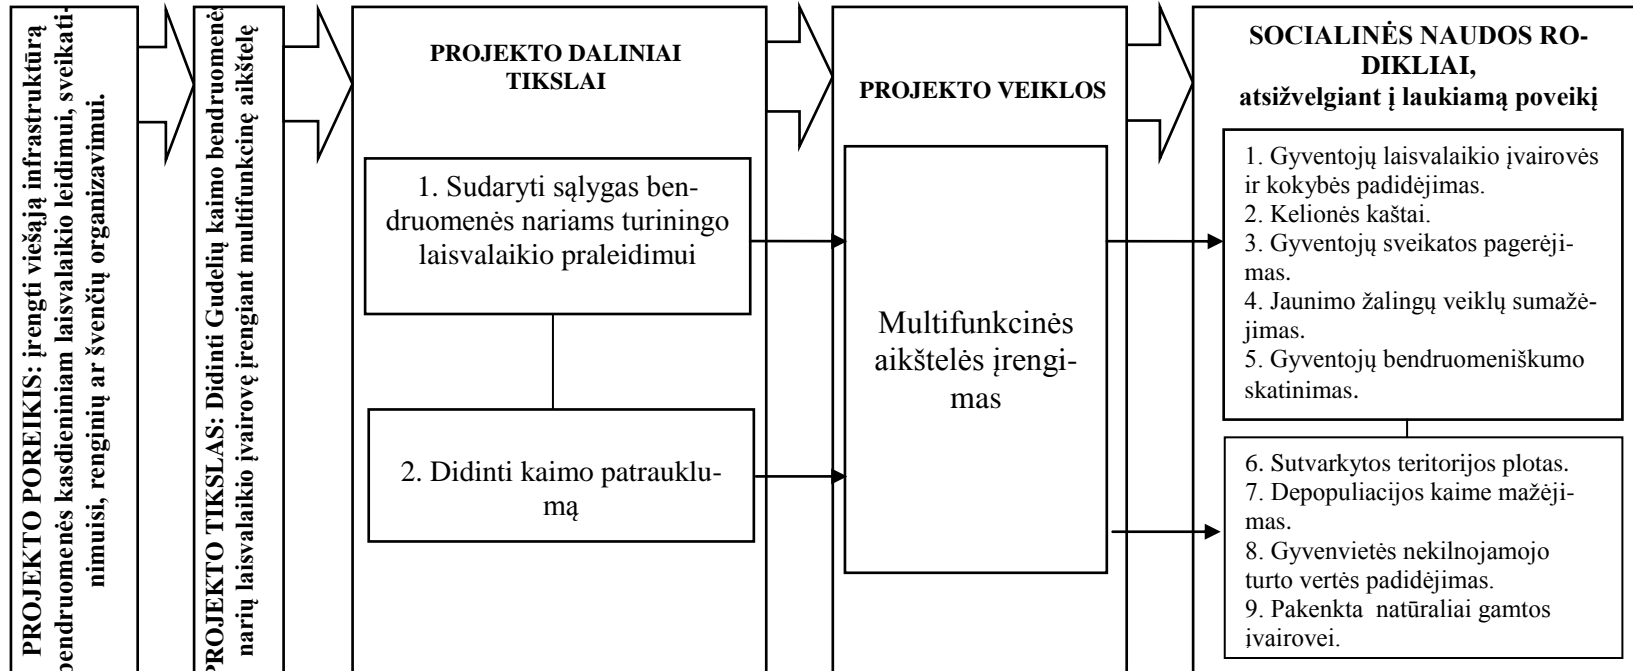 PROJEKTO POREIKIS: įrengti viešąją infrastruktūrą
bendruomenės kasdieniniam laisvalaikio leidimui, sveikati-
nimuisi, renginių ar švenčių organizavimui.
PROJEKTO TIKSLAS: Didinti Gudelių kaimo bendruomenės
narių laisvalaikio įvairovę įrengiant multifunkcinę aikštelę
PROJEKTO DALINIAI
TIKSLAI
1. Sudaryti sąlygas ben-
druomenės nariams turiningo
laisvalaikio praleidimui
2. Didinti kaimo patrauklu-
mą
PROJEKTO VEIKLOS
Multifunkcinės
aikštelės įrengi-
mas
SOCIALINĖS NAUDOS RO-
DIKLIAI,
atsižvelgiant į laukiamą poveikį
1. Gyventojų laisvalaikio įvairovės
ir kokybės padidėjimas.
2. Kelionės kaštai.
3. Gyventojų sveikatos pagerėji-
mas.
4. Jaunimo žalingų veiklų sumažė-
jimas.
5. Gyventojų bendruomeniškumo
skatinimas.
6. Sutvarkytos teritorijos plotas.
7. Depopuliacijos kaime mažėji-
mas.
8. Gyvenvietės nekilnojamojo
turto vertės padidėjimas.
9. Pakenkta natūraliai gamtos
įvairovei.